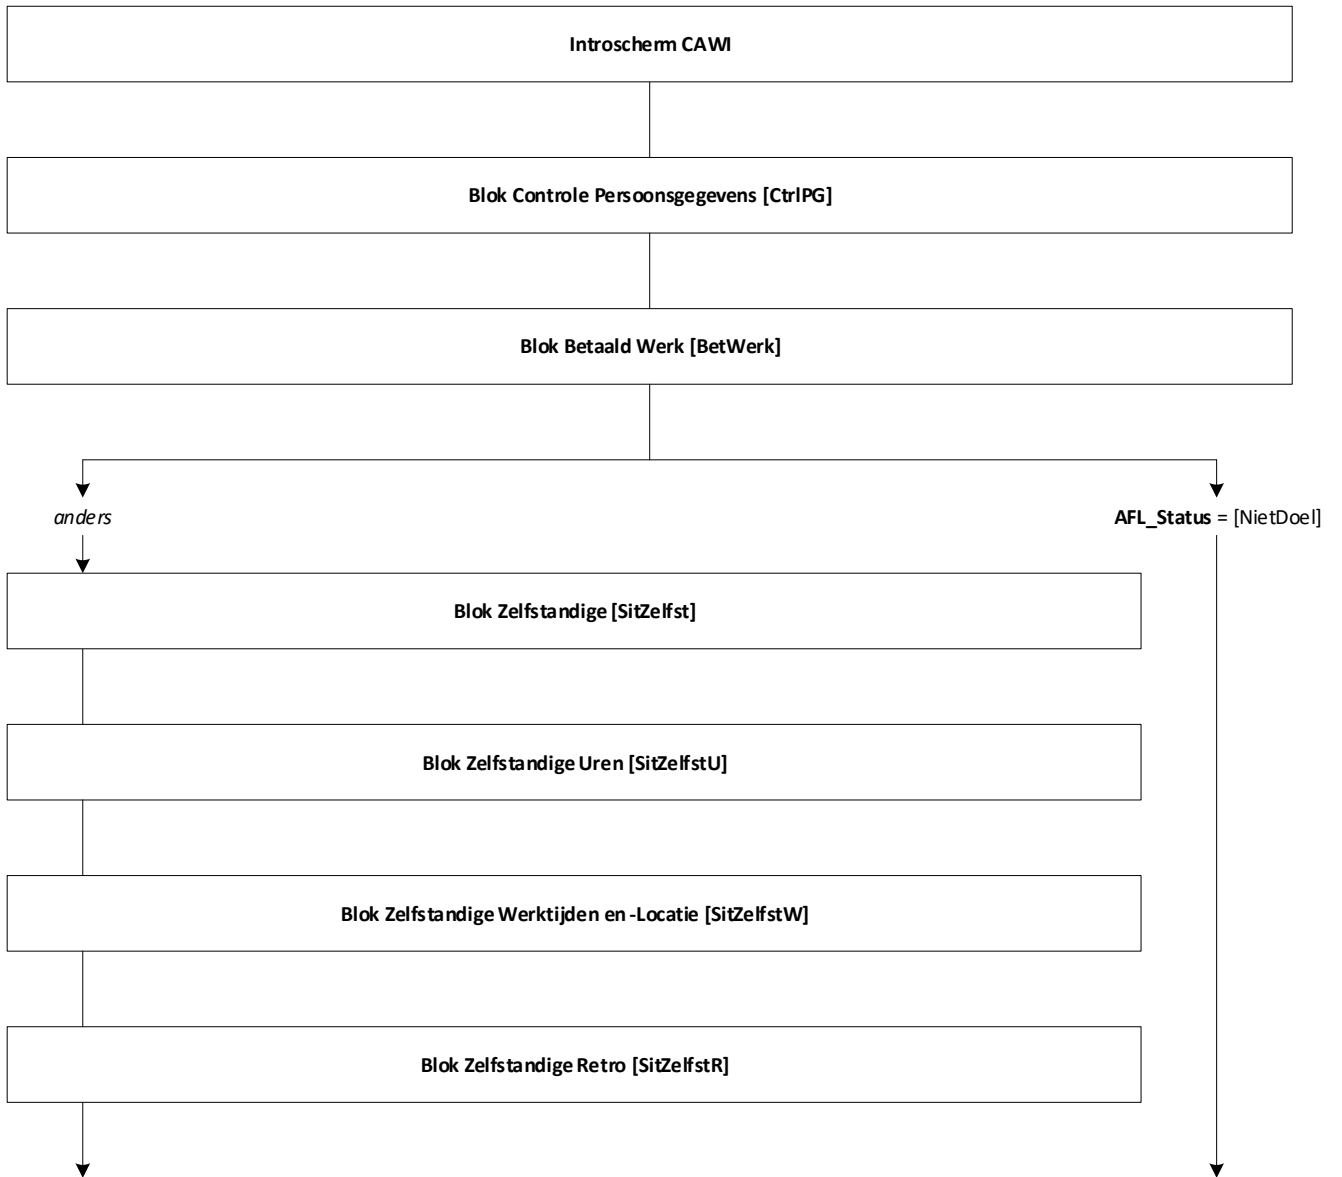 Introscherm CAWI
Blok Controle Persoonsgegevens [CtrlPG]
Blok Betaald Werk [BetWerk]
anders
AFL_Status = [NietDoel]
Blok Zelfstandige [SitZelfst]
Blok Zelfstandige Uren [SitZelfstU]
Blok Zelfstandige Werktijden en -Locatie [SitZelfstW]
Blok Zelfstandige Retro [SitZelfstR]